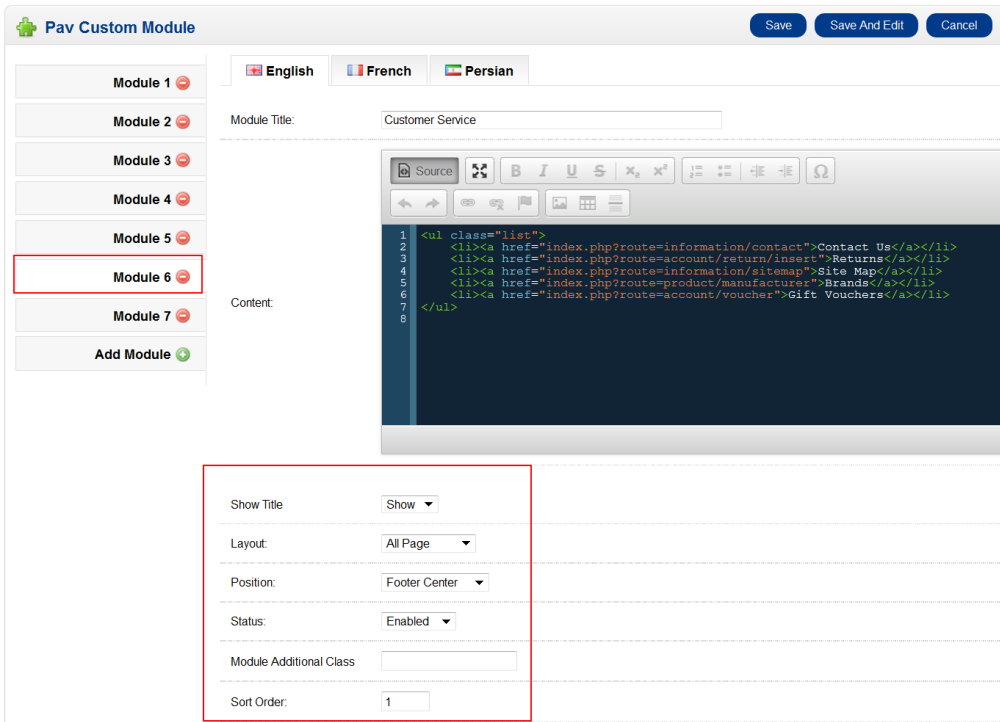 Pav Custom Module
Save
Save And Edit
Cancel
Module 1
Module 2
Module 3
Module 4
Module 5
Module 6
Module 7
Add Module
English
French
Persian
Module Title:
Customer Service
Content:
Source
B I U S x₂ x²
Ω
1 <ul class="list">
2 <li><a href="index.php?route=information/contact">Contact Us</a></li>
3 <li><a href="index.php?route=account/return/insert">Returns</a></li>
4 <li><a href="index.php?route=information/sitemap">Site Map</a></li>
5 <li><a href="index.php?route=product/manufacturer">Brands</a></li>
6 <li><a href="index.php?route=account/voucher">Gift Vouchers</a></li>
7 </ul>
8
Show Title
Show
Layout:
All Page
Position:
Footer Center
Status:
Enabled
Module Additional Class
Sort Order:
1